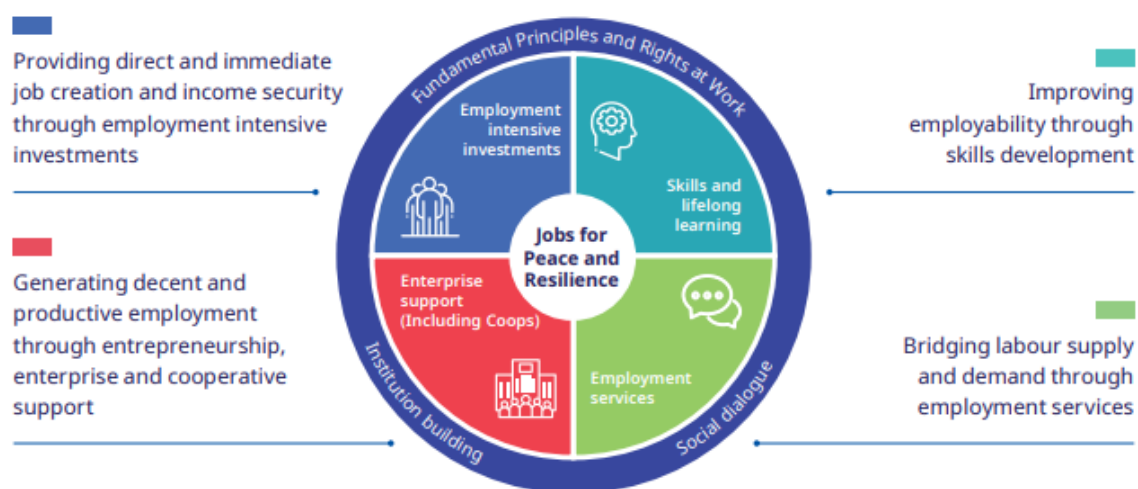 Providing direct and immediate
job creation and income security
through employment intensive
investments
Generating decent and
productive employment
through entrepreneurship,
enterprise and cooperative
support
Fundamental Principles and Rights at Work
Employment
intensive
investments
Skills and
lifelong
learning
Jobs for
Peace and
Resilience
Enterprise
support
(Including Coops)
Employment
services
Institution building
Social dialogue
Improving
employability through
skills development
Bridging labour supply
and demand through
employment services